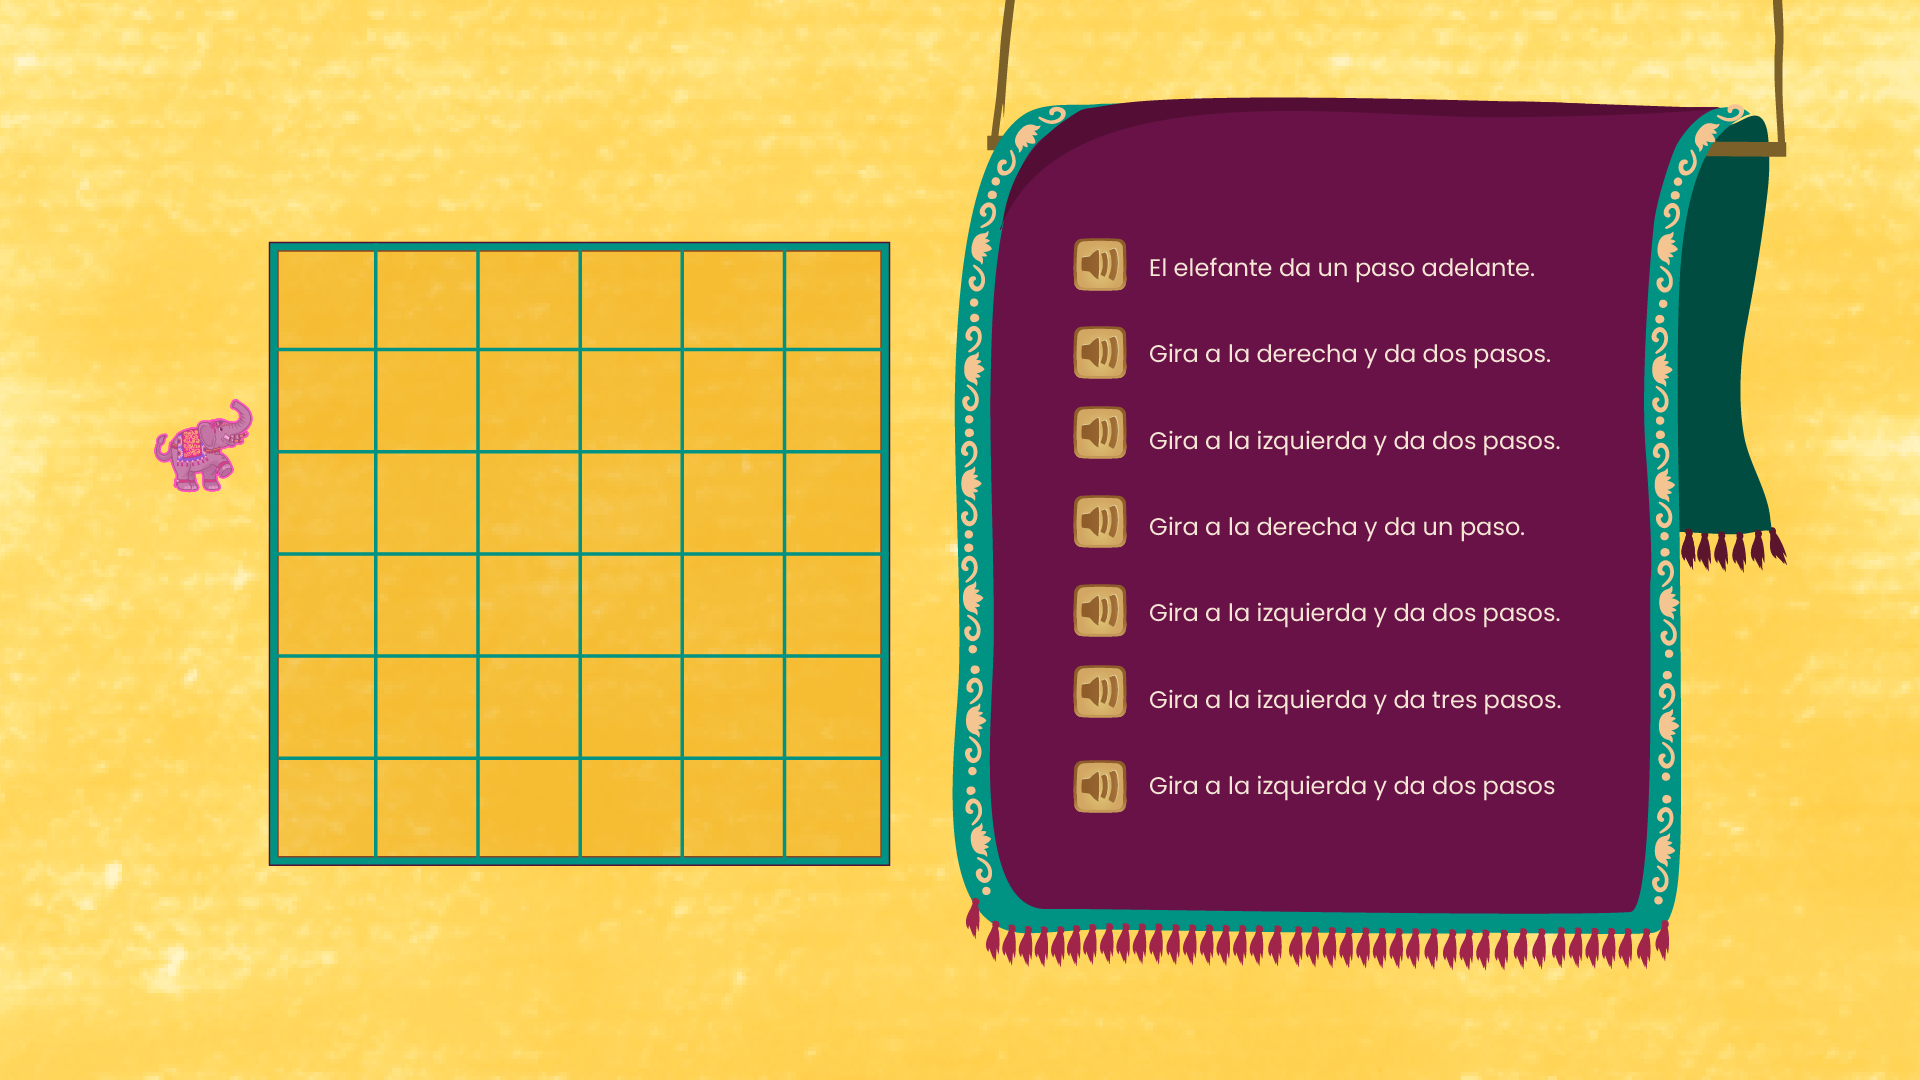 El elefante da un paso adelante.
Gira a la derecha y da dos pasos.
Gira a la izquierda y da dos pasos.
Gira a la derecha y da un paso.
Gira a la izquierda y da dos pasos.
Gira a la izquierda y da tres pasos.
Gira a la izquierda y da dos pasos